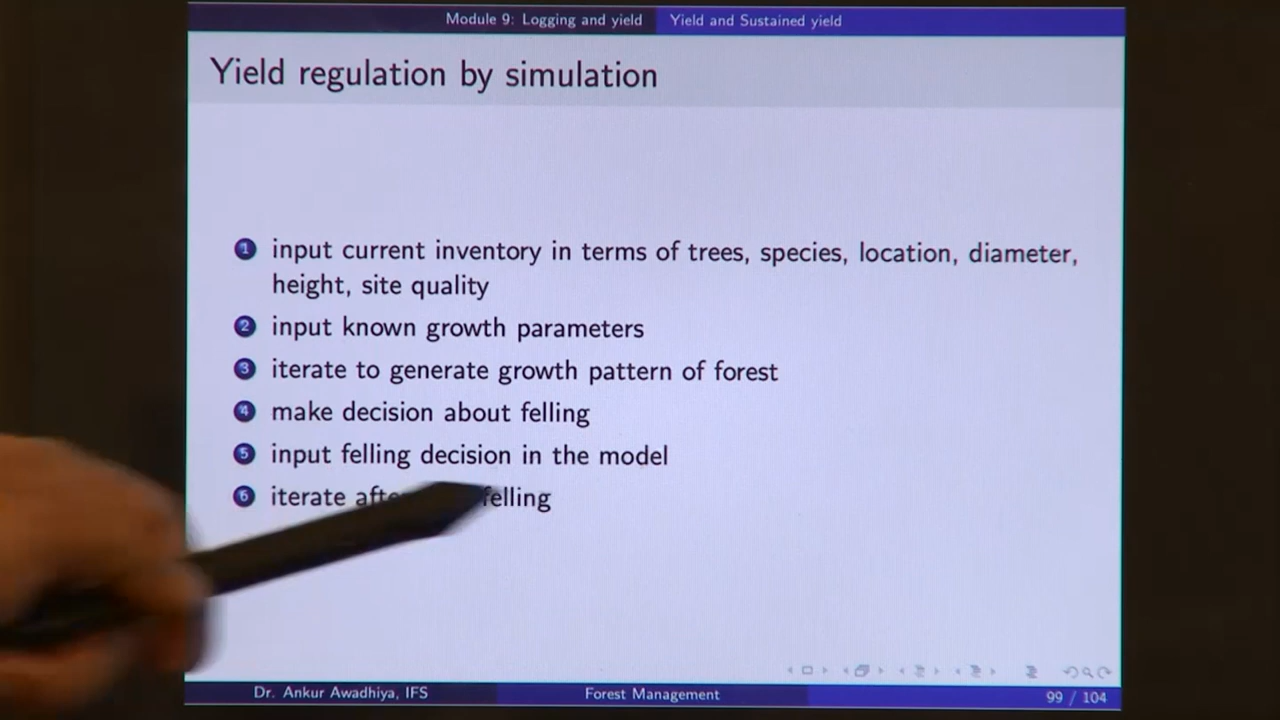 Module 9: Logging and yield
Yield and Sustained yield
Yield regulation by simulation
1 input current inventory in terms of trees, species, location, diameter,
height, site quality
2 input known growth parameters
3 iterate to generate growth pattern of forest
4 make decision about felling
5 input felling decision in the model
6 iterate felling
Dr. Ankur Awadhiya, IFS
Forest Management
99 / 104